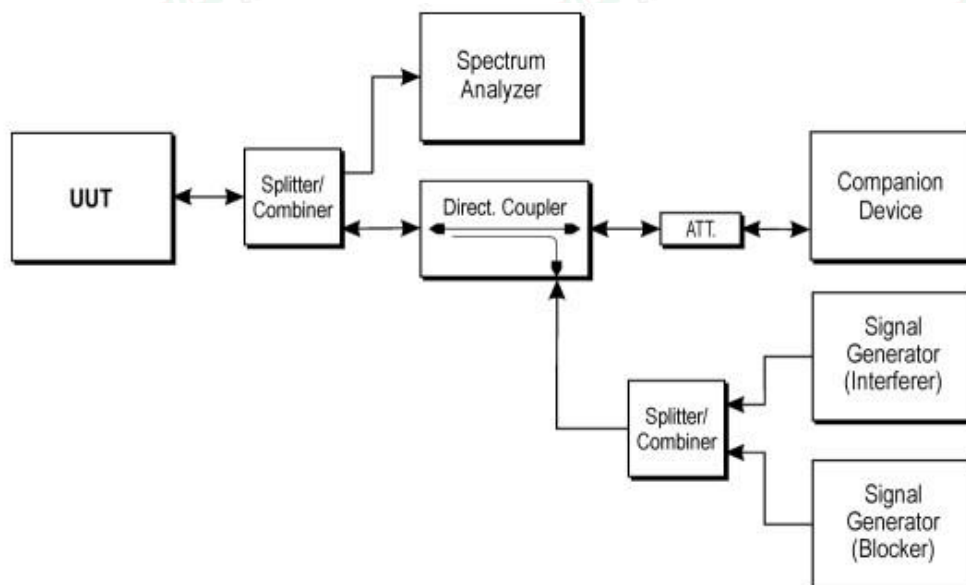 Spectrum
Analyzer
UUT
Splitter/
Combiner
Direct. Coupler
ATT.
Companion
Device
Signal
Generator
(Interferer)
Splitter/
Combiner
Signal
Generator
(Blocker)